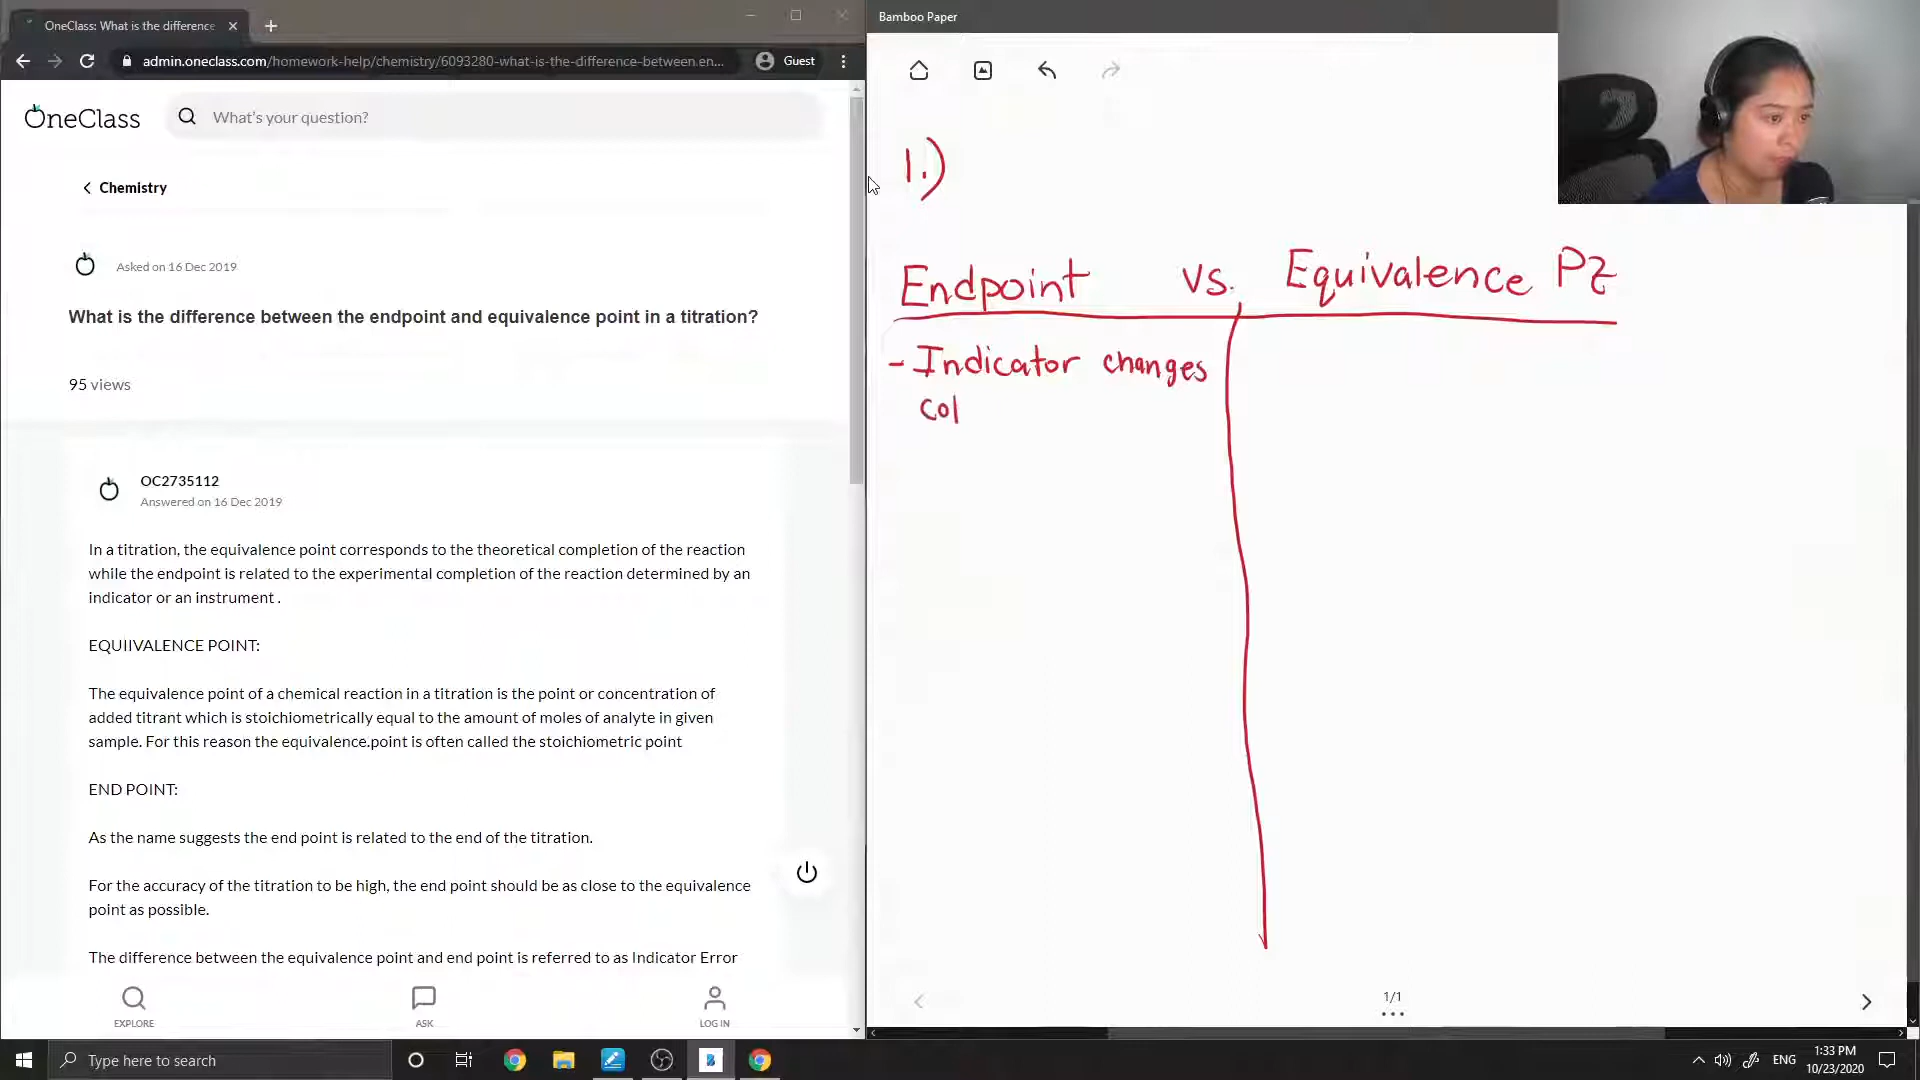 OneClass: What is the difference
admin.oneclass.com/homework-help/chemistry/6093280-what-is-the-difference-between.en...
Guest
OneClass
What's your question?
Chemistry
Asked on 16 Dec 2019
What is the difference between the endpoint and equivalence point in a titration?
95 views
OC2735112
Answered on 16 Dec 2019
In a titration, the equivalence point corresponds to the theoretical completion of the reaction
while the endpoint is related to the experimental completion of the reaction determined by an
indicator or an instrument .
EQUIIVALENCE POINT:
The equivalence point of a chemical reaction in a titration is the point or concentration of
added titrant which is stoichiometrically equal to the amount of moles of analyte in given
sample. For this reason the equivalence.point is often called the stoichiometric point
END POINT:
As the name suggests the end point is related to the end of the titration.
For the accuracy of the titration to be high, the end point should be as close to the equivalence
point as possible.
The difference between the equivalence point and end point is referred to as Indicator Error
EXPLORE
ASK
LOG IN
Bamboo Paper
1.)
Endpoint vs. Equivalence Pt
- Indicator changes
col
1/1
Type here to search
ENG
1:33 PM
10/23/2020